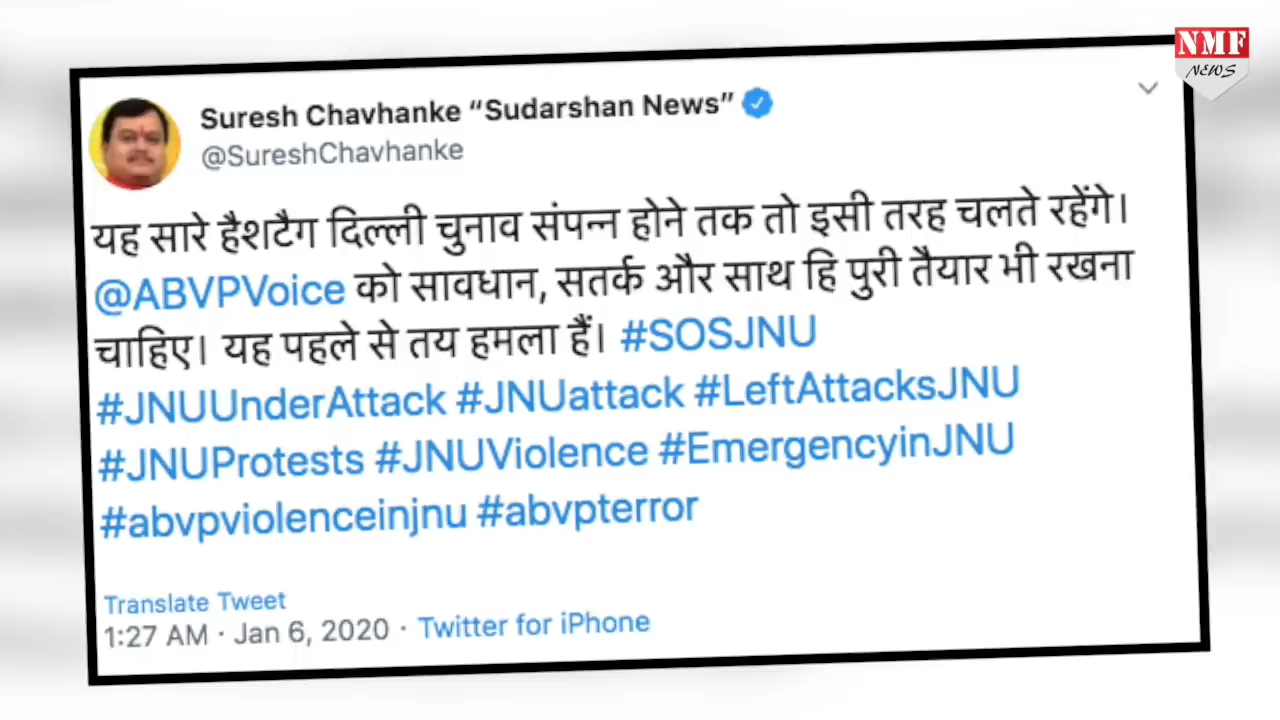 NMF
NEWS
Suresh Chavhanke “Sudarshan News”
@SureshChavhanke
यह सारे हैशटैग दिल्ली चुनाव संपन्न होने तक तो इसी तरह चलते रहेंगे।
@ABVPVoice को सावधान, सतर्क और साथ हि पुरी तैयार भी रखना
चाहिए। यह पहले से तय हमला हैं। #SOSJNU
#JNUUnderAttack #JNUattack #LeftAttacksJNU
#JNUProtests #JNUViolence #EmergencyinJNU
#abvpviolenceinjnu #abvpterror
Translate Tweet
1:27 AM · Jan 6, 2020 · Twitter for iPhone